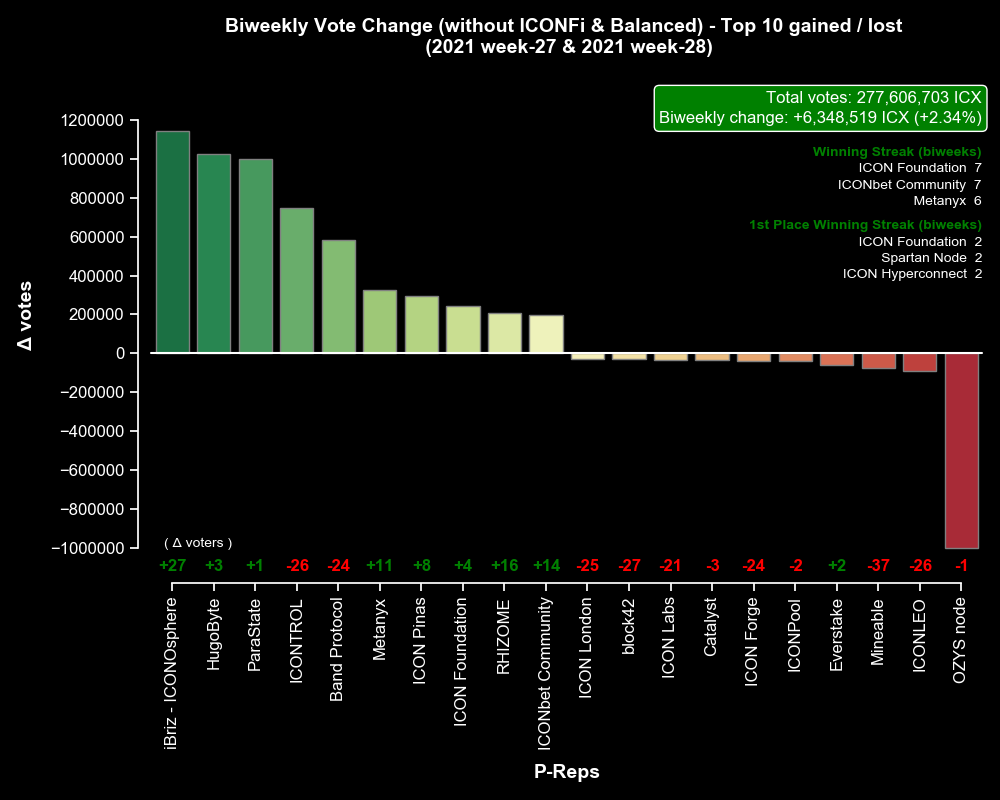 Biweekly Vote Change (without ICONFi & Balanced) - Top 10 gained / lost
(2021 week-27 & 2021 week-28)
Total votes: 277,606,703 ICX
Biweekly change: +6,348,519 ICX (+2.34%)
Winning Streak (biweeks)
ICON Foundation 7
ICONbet Community 7
Metanyx 6
1st Place Winning Streak (biweeks)
ICON Foundation 2
Spartan Node 2
ICON Hyperconnect 2
Δ votes
1200000
1000000
800000
600000
400000
200000
0
−200000
−400000
−600000
−800000
−1000000
( Δ voters )
+27 +3 +1 -26 -24 +11 +8 +4 +16 +14 -25 -27 -21 -3 -24 -2 +2 -37 -26 -1
iBriz - ICONOsphere
HugoByte
ParaState
ICONTROL
Band Protocol
Metanyx
ICON Pinas
ICON Foundation
RHIZOME
ICONbet Community
ICON London
block42
ICON Labs
Catalyst
ICON Forge
ICONPool
Everstake
Mineable
ICONLEO
OZYS node
P-Reps